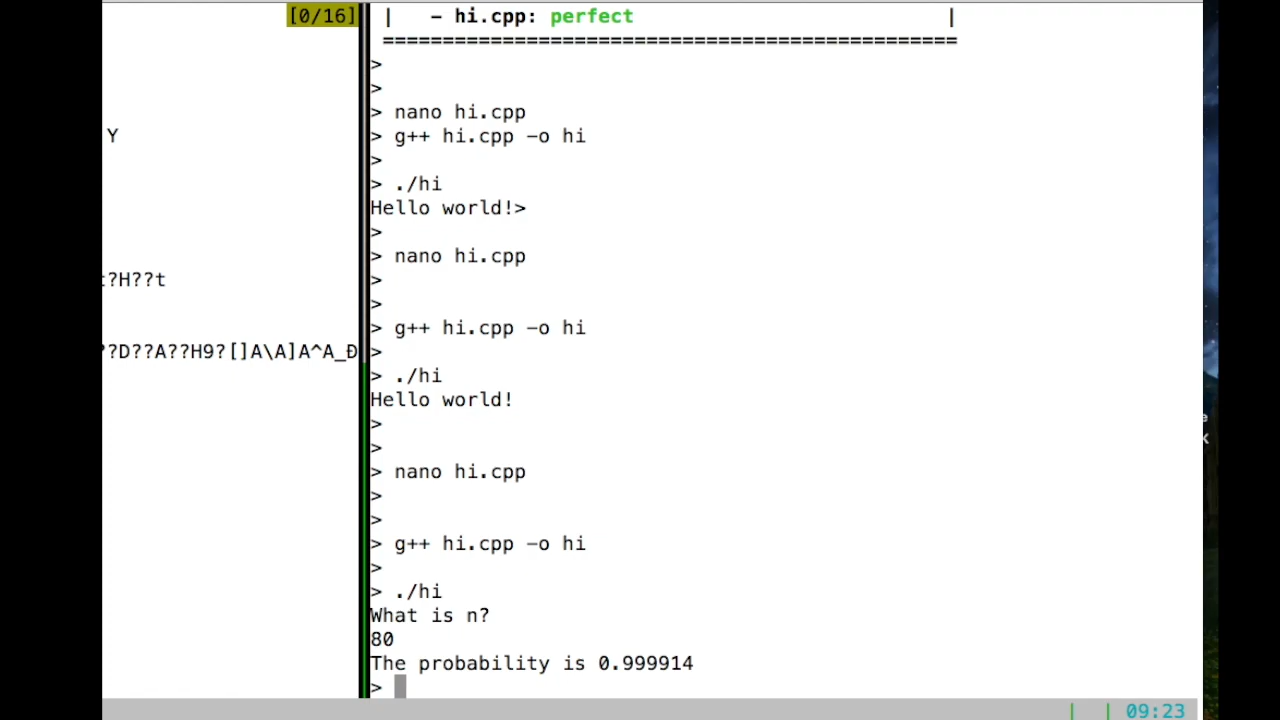 [0/16]
| - hi.cpp: perfect |
================================================
>
>
> nano hi.cpp
Y
> g++ hi.cpp -o hi
>
> ./hi
Hello world!>
>
> nano hi.cpp
?H??t
>
>
> g++ hi.cpp -o hi
?D??A??H9?[]A\A]A^A_Đ
>
> ./hi
Hello world!
>
>
> nano hi.cpp
>
>
> g++ hi.cpp -o hi
>
> ./hi
What is n?
80
The probability is 0.999914
>
| | 09:23